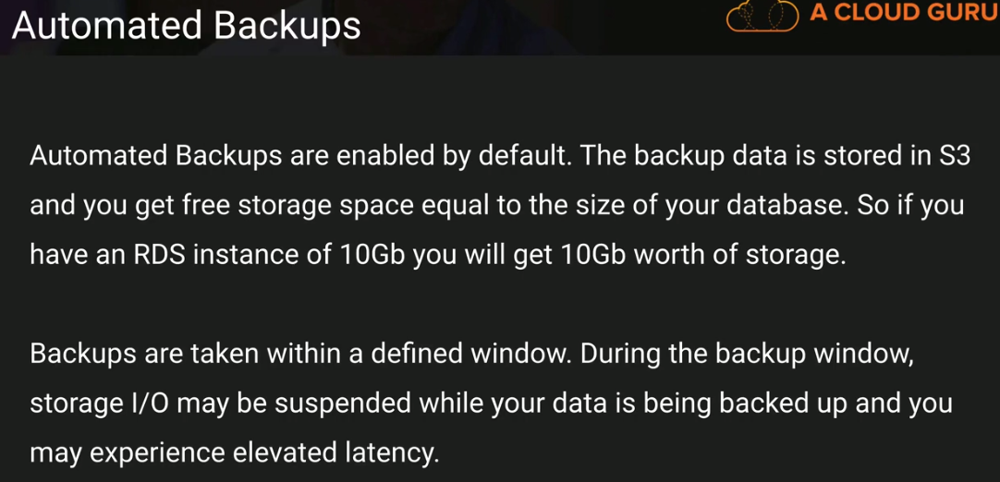 Automated Backups
A CLOUD GURU
Automated Backups are enabled by default. The backup data is stored in S3
and you get free storage space equal to the size of your database. So if you
have an RDS instance of 10Gb you will get 10Gb worth of storage.
Backups are taken within a defined window. During the backup window,
storage I/O may be suspended while your data is being backed up and you
may experience elevated latency.